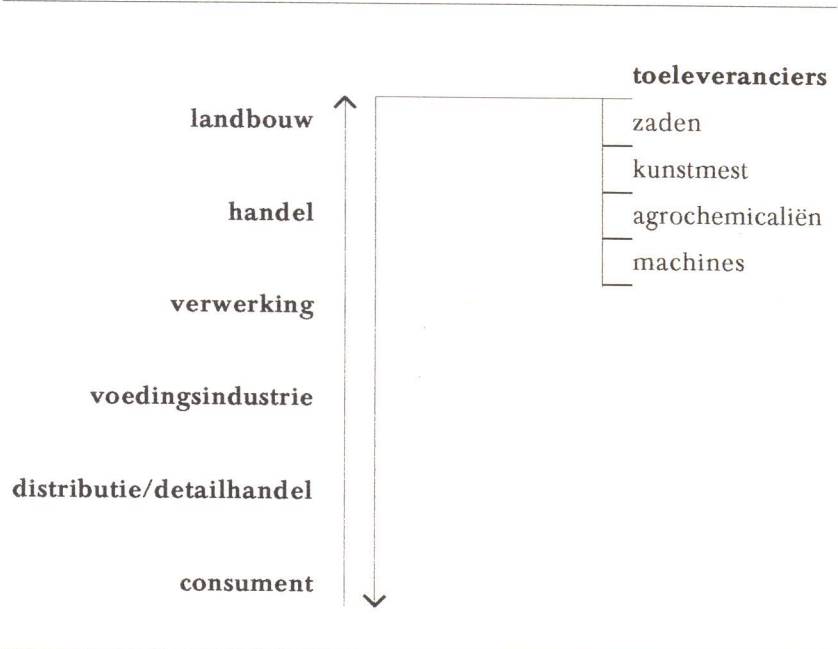 toeleveranciers
landbouw
zaden
kunstmest
handel
agrochemicaliën
machines
verwerking
voedingsindustrie
distributie/detailhandel
consument